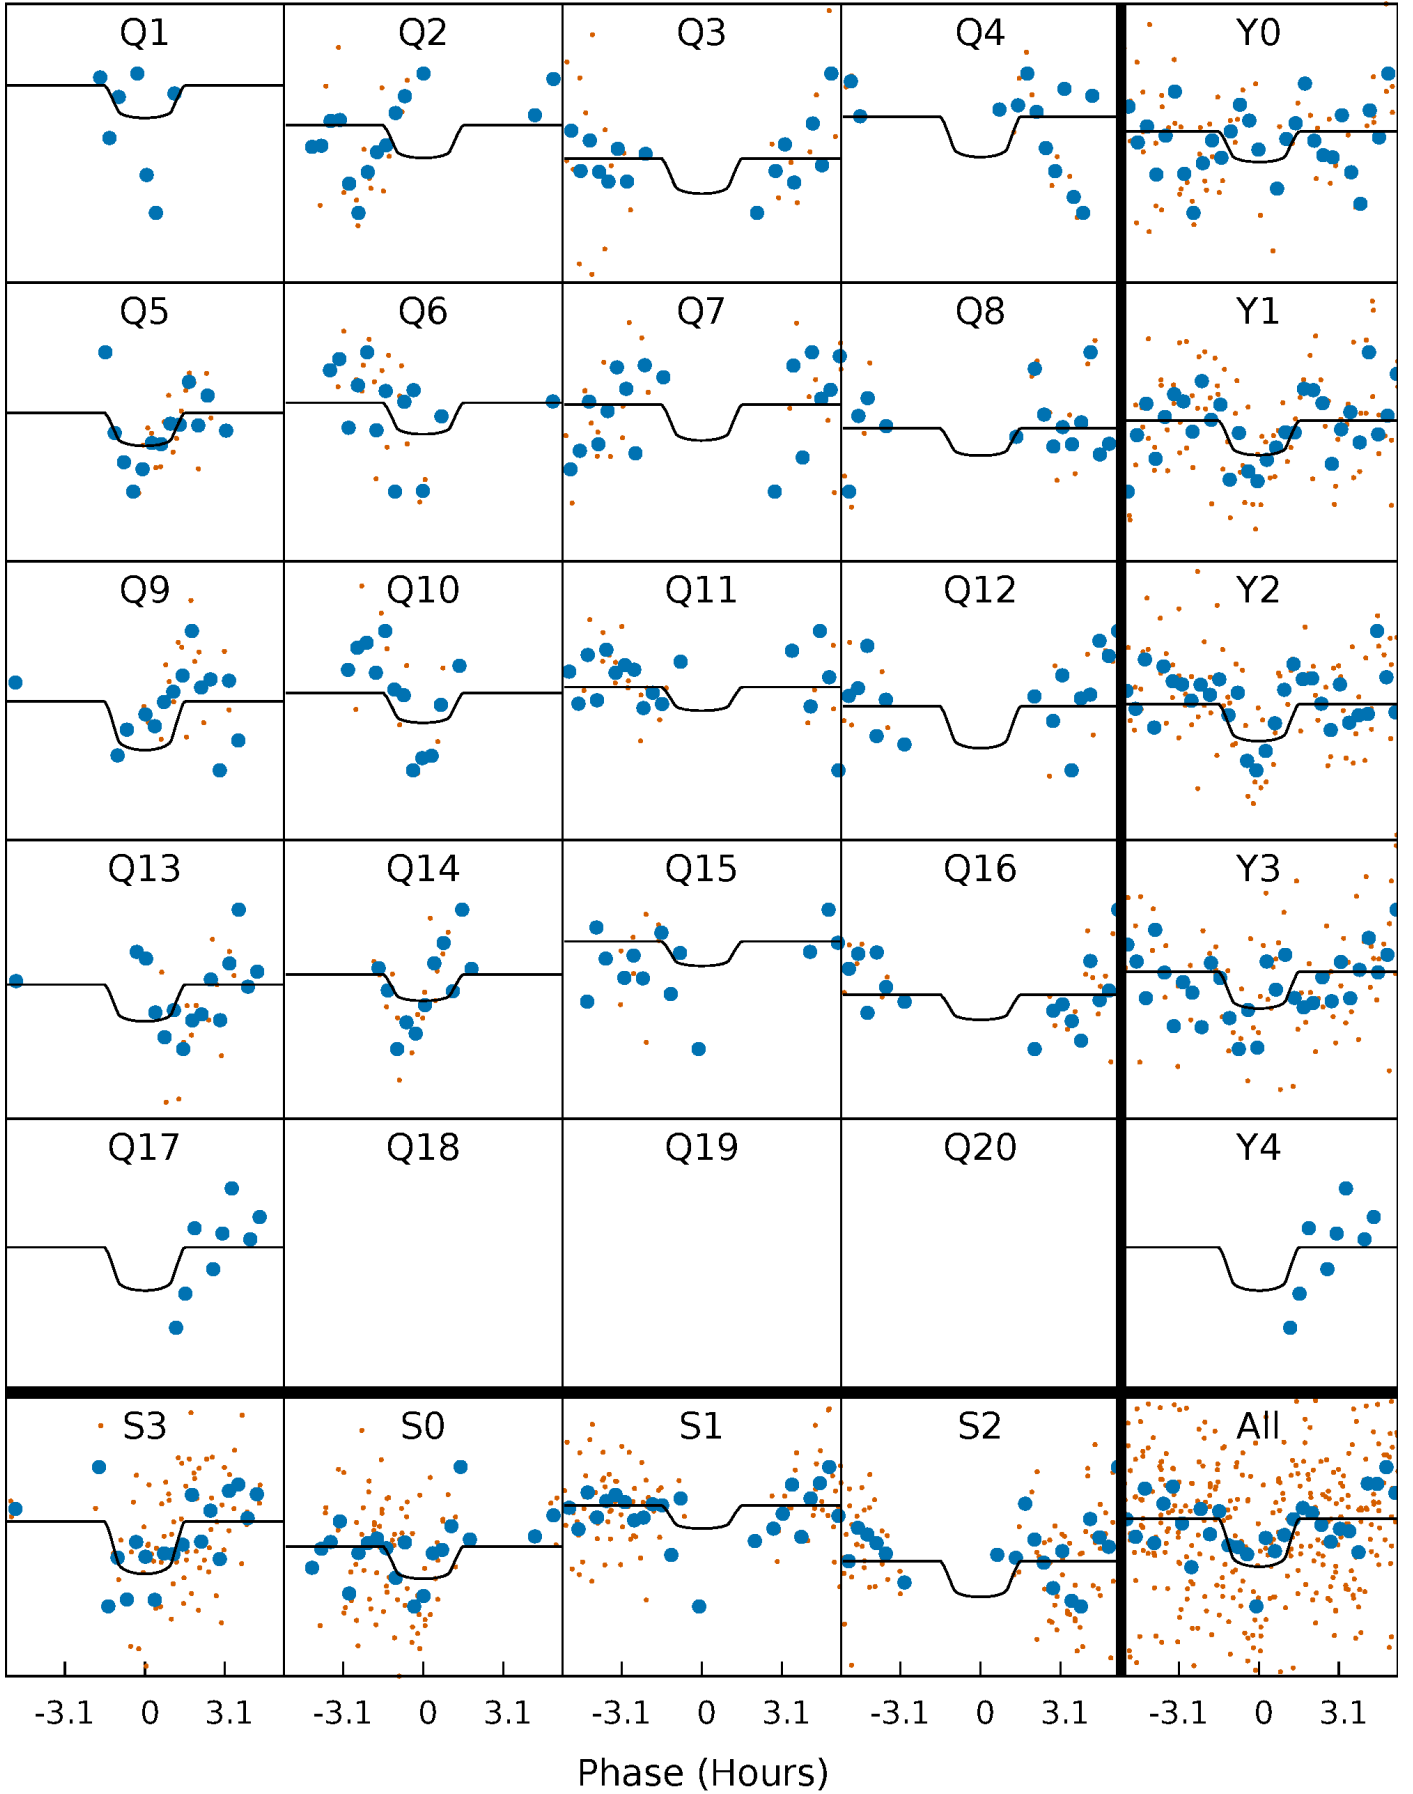 Q1 Q2 Q3 Q4 Y0
Q5 Q6 Q7 Q8 Y1
Q9 Q10 Q11 Q12 Y2
Q13 Q14 Q15 Q16 Y3
Q17 Q18 Q19 Q20 Y4
S3 S0 S1 S2 All
-3.1 0 3.1 -3.1 0 3.1 -3.1 0 3.1 -3.1 0 3.1 -3.1 0 3.1
Phase (Hours)